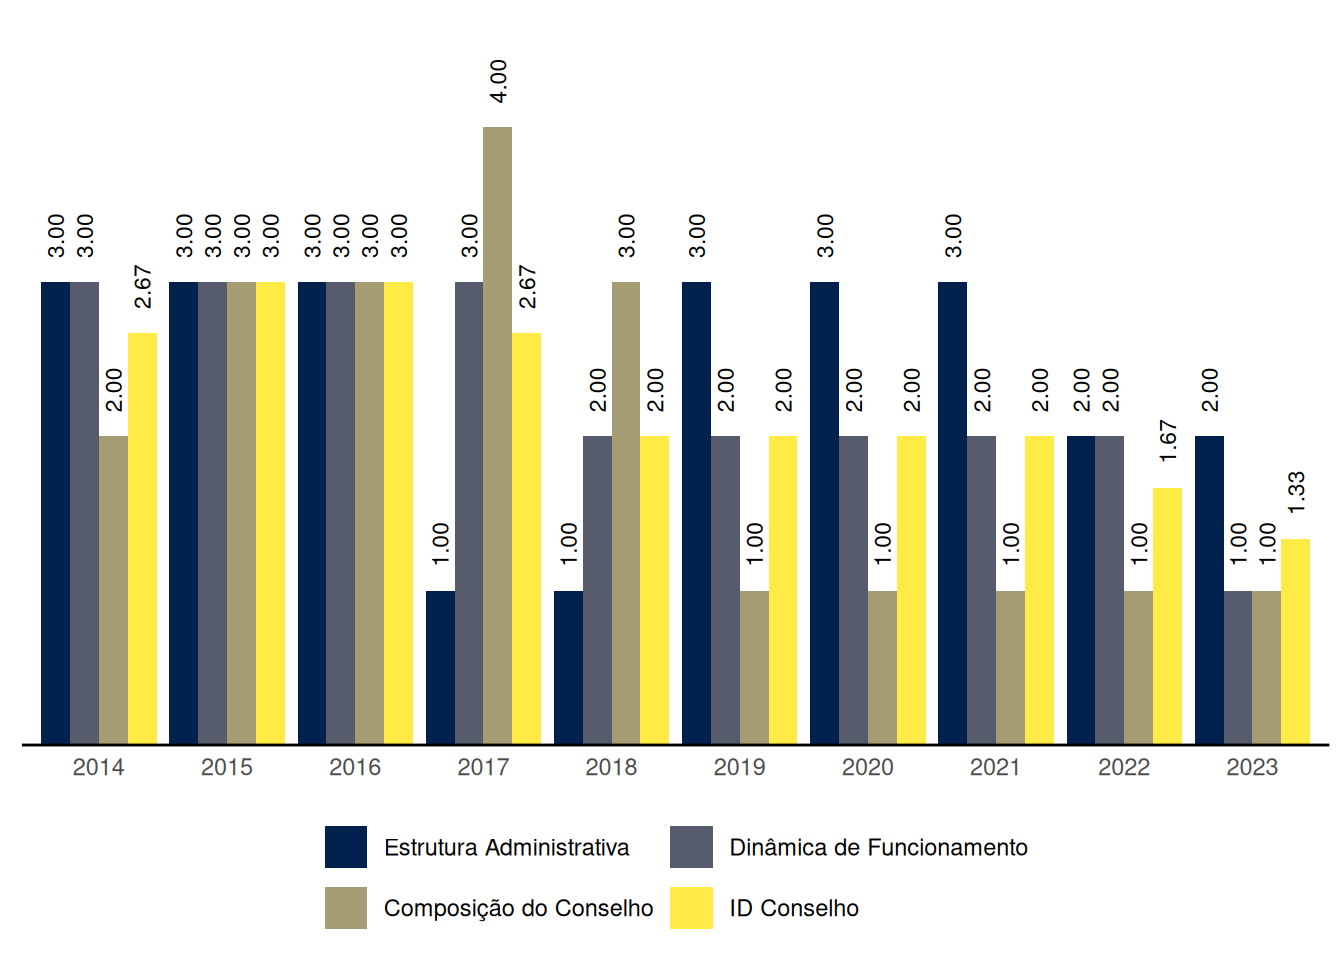 4.00
3.00 3.00 3.00 3.00 3.00 3.00 3.00 3.00 3.00 3.00 3.00 3.00 3.00 3.00 3.00
2.67 2.67
2.00 2.00 2.00 2.00 2.00 2.00 2.00 2.00 2.00 2.00 2.00 2.00
1.67
1.33
1.00 1.00 1.00 1.00 1.00 1.00 1.00 1.00
2014 2015 2016 2017 2018 2019 2020 2021 2022 2023
Estrutura Administrativa Dinâmica de Funcionamento
Composição do Conselho ID Conselho